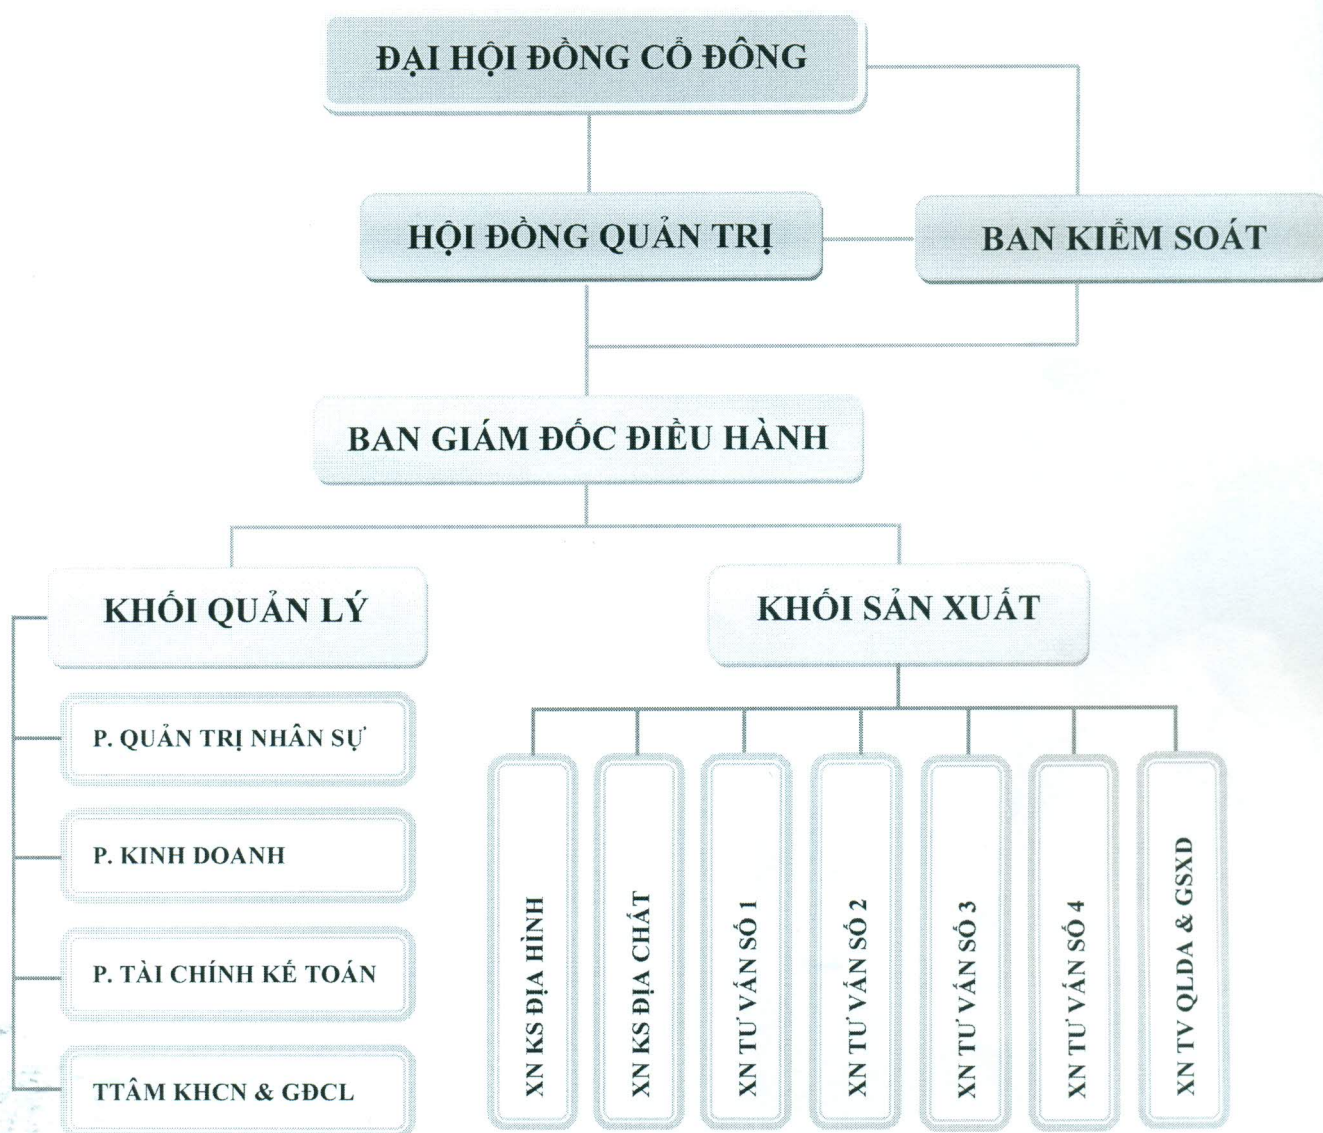 ĐẠI HỘI ĐỒNG CỔ ĐÔNG
HỘI ĐỒNG QUẢN TRỊ
BAN KIỂM SOÁT
BAN GIÁM ĐỐC ĐIỀU HÀNH
KHỐI QUẢN LÝ
KHỐI SẢN XUẤT
P. QUẢN TRỊ NHÂN SỰ
P. KINH DOANH
P. TÀI CHÍNH KẾ TOÁN
TTÂM KHCN & GĐCL
XN KS ĐỊA HÌNH
XN KS ĐỊA CHẤT
XN TƯ VẤN SỐ 1
XN TƯ VẤN SỐ 2
XN TƯ VẤN SỐ 3
XN TƯ VẤN SỐ 4
XN TV QLDA & GSXD